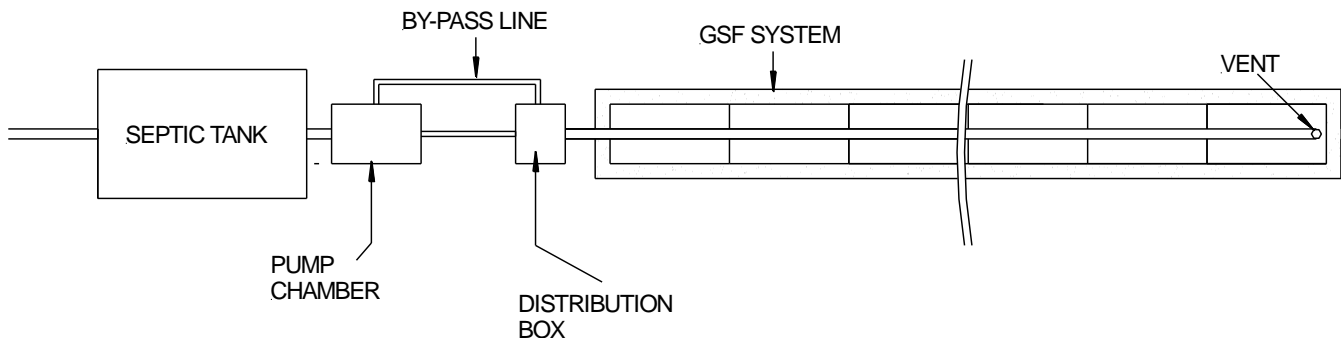 BY-PASS LINE
GSF SYSTEM
VENT
SEPTIC TANK
PUMP
CHAMBER
DISTRIBUTION
BOX